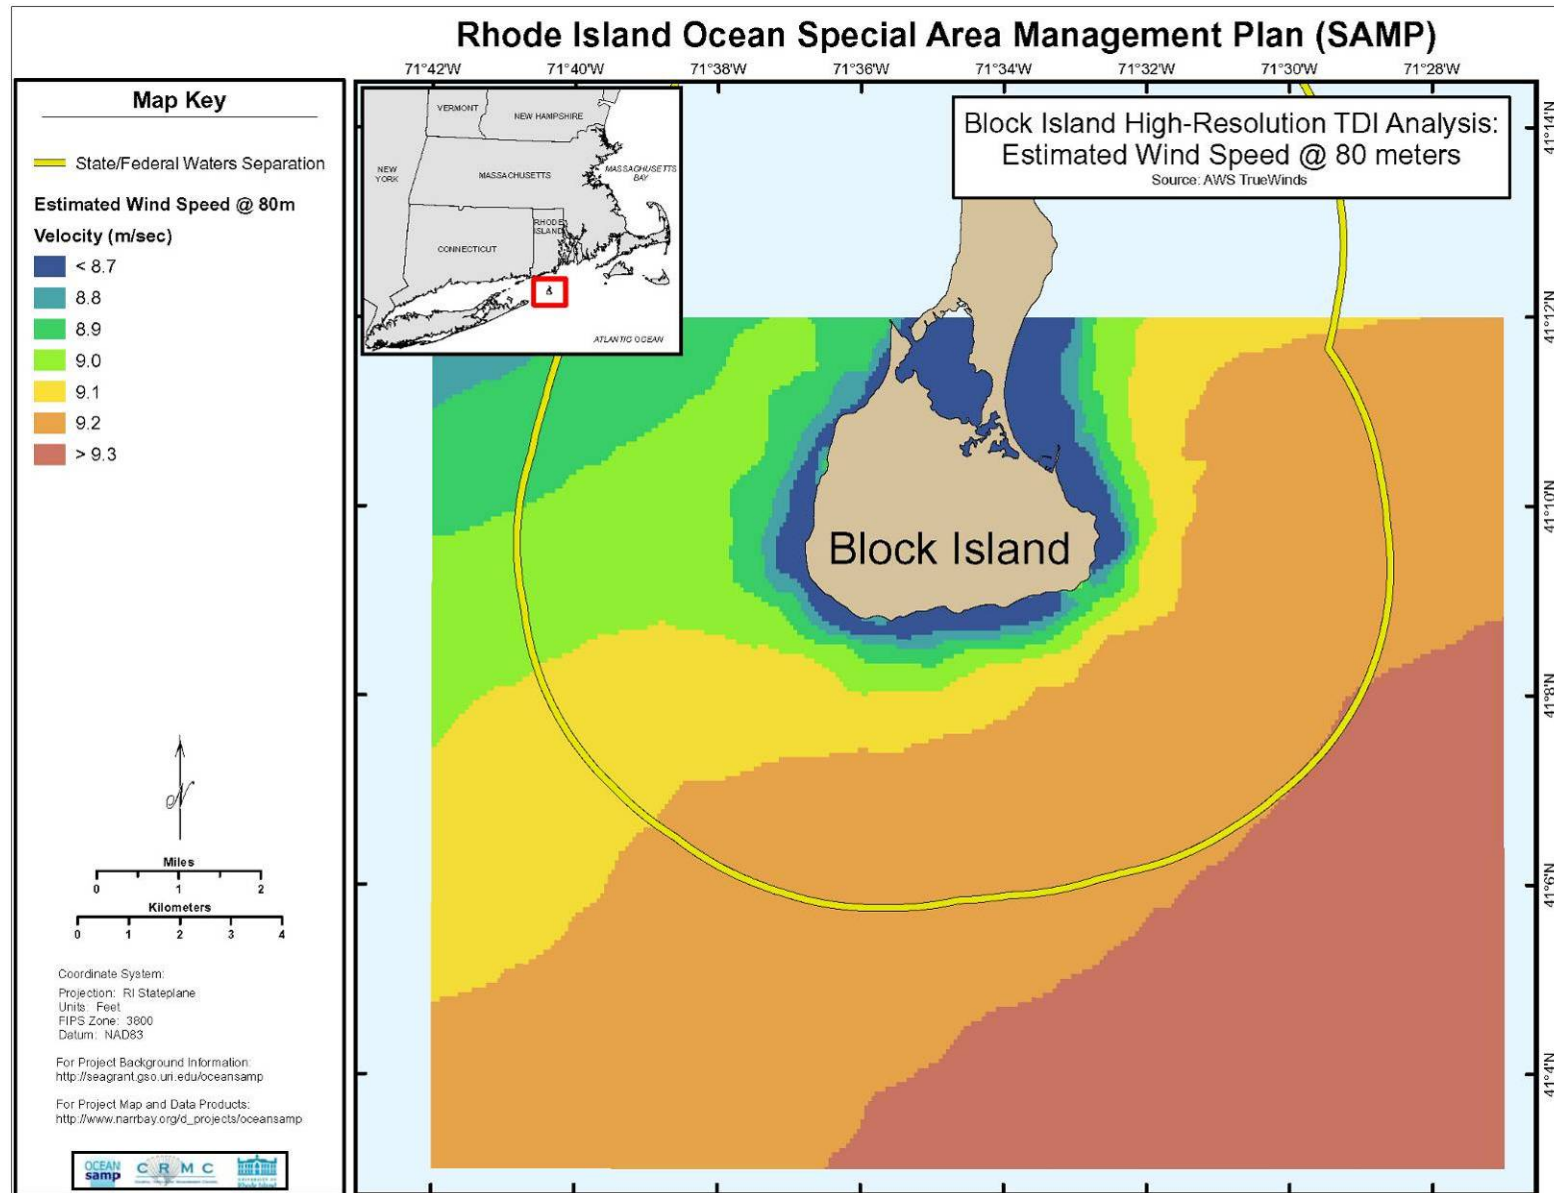 Rhode Island Ocean Special Area Management Plan (SAMP)
71°42'W 71°40'W 71°38'W 71°36'W 71°34'W 71°32'W 71°30'W 71°28'W
Map Key
State/Federal Waters Separation
Estimated Wind Speed @ 80m
Velocity (m/sec)
< 8.7
8.8
8.9
9.0
9.1
9.2
> 9.3
Miles
0 1 2
Kilometers
0 1 2 3 4
Coordinate System:
Projection: RI Stateplane
Units: Feet
FIPS Zone: 3800
Datum: NAD83
For Project Background Information:
http://seagrant.gso.uri.edu/oceansamp
For Project Map and Data Products:
http://www.narrbay.org/d_projects/oceansamp
OCEAN
samp
CRMC
Rhode Island
VERMONT
NEW HAMPSHIRE
NEW
YORK
MASSACHUSETTS
MASSACHUSETTS
BAY
CONNECTICUT
RHODE
ISLAND
ATLANTIC OCEAN
Block Island High-Resolution TDI Analysis:
Estimated Wind Speed @ 80 meters
Source: AWS TrueWinds
Block Island
41°14'N
41°12'N
41°10'N
41°8'N
41°6'N
41°4'N